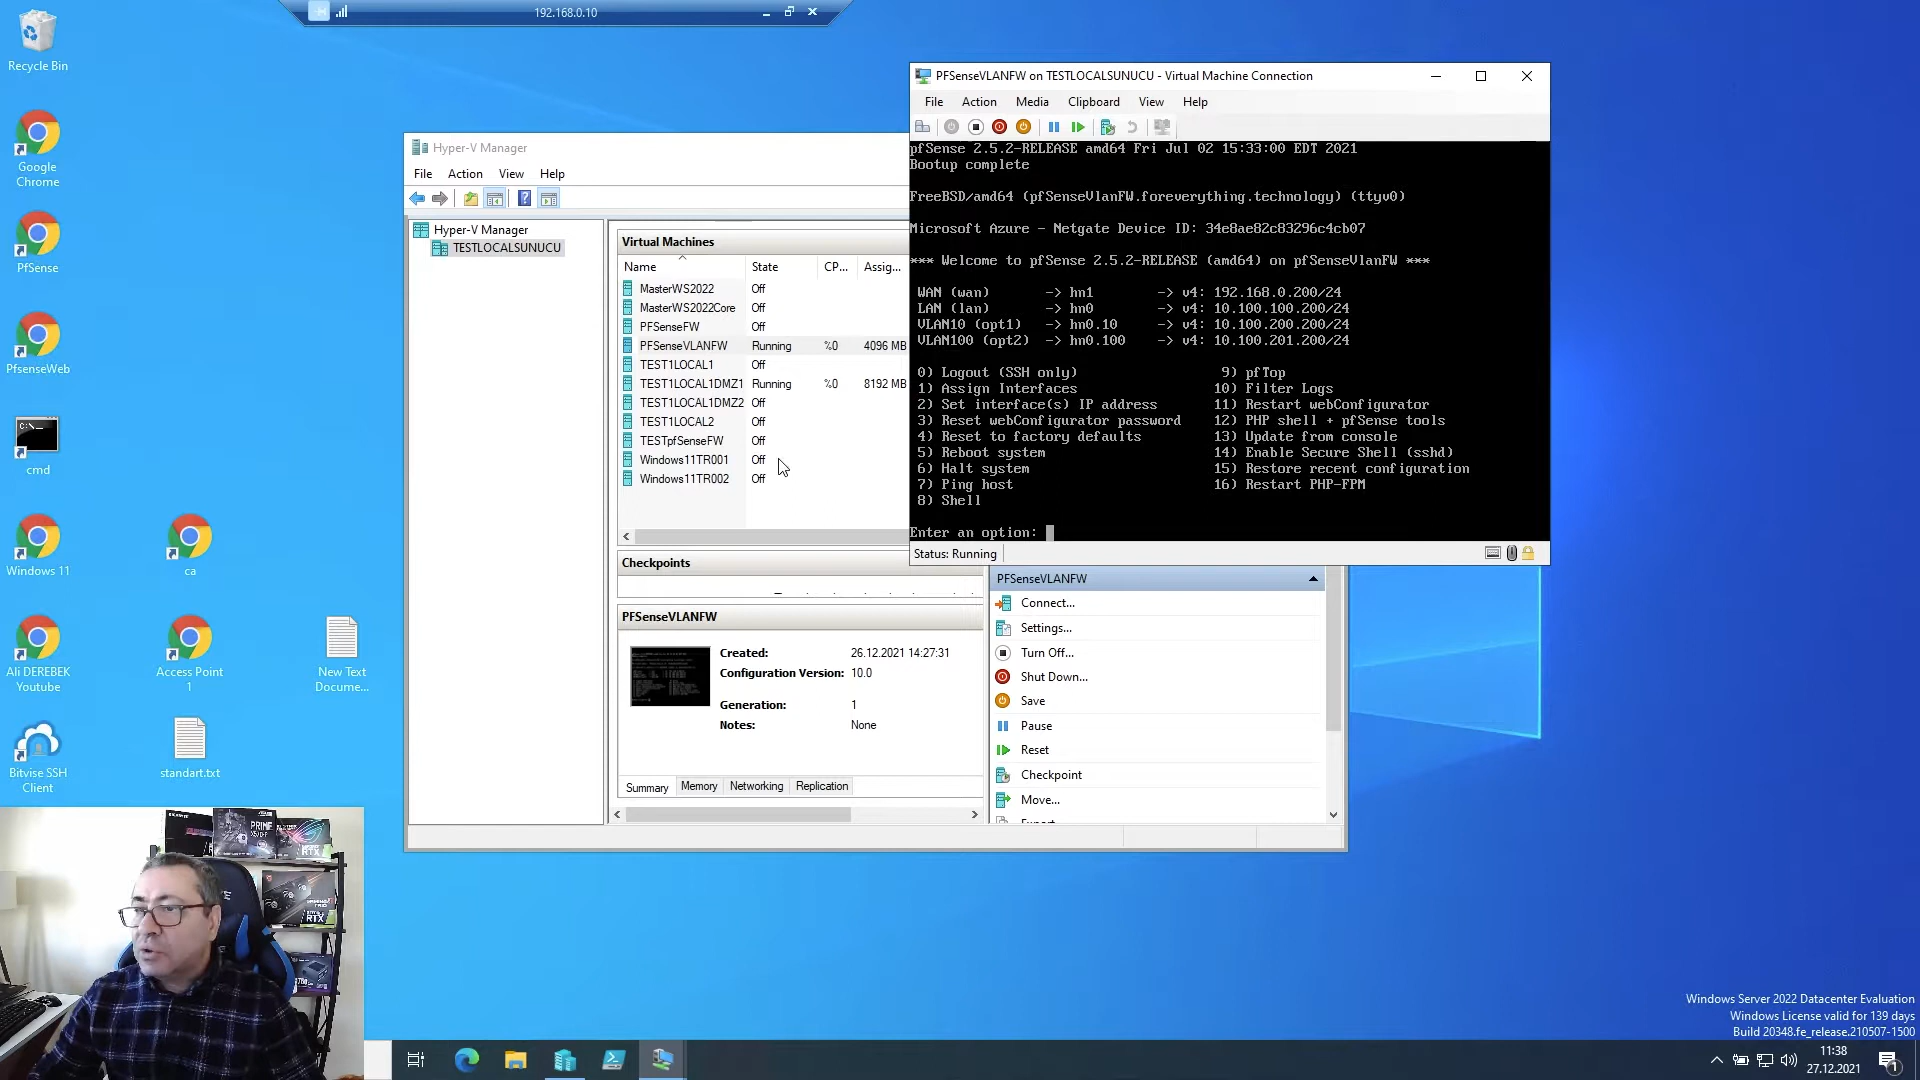 192.168.0.10
Recycle Bin
Google
Chrome
PfSense
PfsenseWeb
cmd
Windows 11
ca
Ali DEREBEK
Youtube
Access Point
1
New Text
Docume...
Bitvise SSH
Client
standart.txt
Hyper-V Manager
File Action View Help
Hyper-V Manager
TESTLOCALSUNUCU
Virtual Machines
Name State CP... Assig...
MasterWS2022 Off
MasterWS2022Core Off
PFSenseFW Off
PFSenseVLANFW Running %0 4096 MB
TEST1LOCAL1 Off
TEST1LOCAL1DMZ1 Running %0 8192 MB
TEST1LOCAL1DMZ2 Off
TEST1LOCAL2 Off
TESTpfSenseFW Off
Windows11TR001 Off
Windows11TR002 Off
Checkpoints
PFSenseVLANFW
Created: 26.12.2021 14:27:31
Configuration Version: 10.0
Generation: 1
Notes: None
Summary Memory Networking Replication
PFSenseVLANFW on TESTLOCALSUNUCU - Virtual Machine Connection
File Action Media Clipboard View Help
pfSense 2.5.2-RELEASE amd64 Fri Jul 02 15:33:00 EDT 2021
Bootup complete
FreeBSD/amd64 (pfSenseVlanFW.foreverything.technology) (ttyv0)
Microsoft Azure - Netgate Device ID: 34e8ae82c83296c4cb07
*** Welcome to pfSense 2.5.2-RELEASE (amd64) on pfSenseVlanFW ***
WAN (wan) -> hn1 -> v4: 192.168.0.200/24
LAN (lan) -> hn0 -> v4: 10.100.100.200/24
VLAN10 (opt1) -> hn0.10 -> v4: 10.100.200.200/24
VLAN100 (opt2) -> hn0.100 -> v4: 10.100.201.200/24
0) Logout (SSH only) 9) pfTop
1) Assign Interfaces 10) Filter Logs
2) Set interface(s) IP address 11) Restart webConfigurator
3) Reset webConfigurator password 12) PHP shell + pfSense tools
4) Reset to factory defaults 13) Update from console
5) Reboot system 14) Enable Secure Shell (sshd)
6) Halt system 15) Restore recent configuration
7) Ping host 16) Restart PHP-FPM
8) Shell
Enter an option:
Status: Running
PFSenseVLANFW
Connect...
Settings...
Turn Off...
Shut Down...
Save
Pause
Reset
Checkpoint
Move...
PRIME
RTX
RTX
Windows Server 2022 Datacenter Evaluation
Windows License valid for 139 days
Build 20348.fe_release.210507-1500
11:38
27.12.2021
1